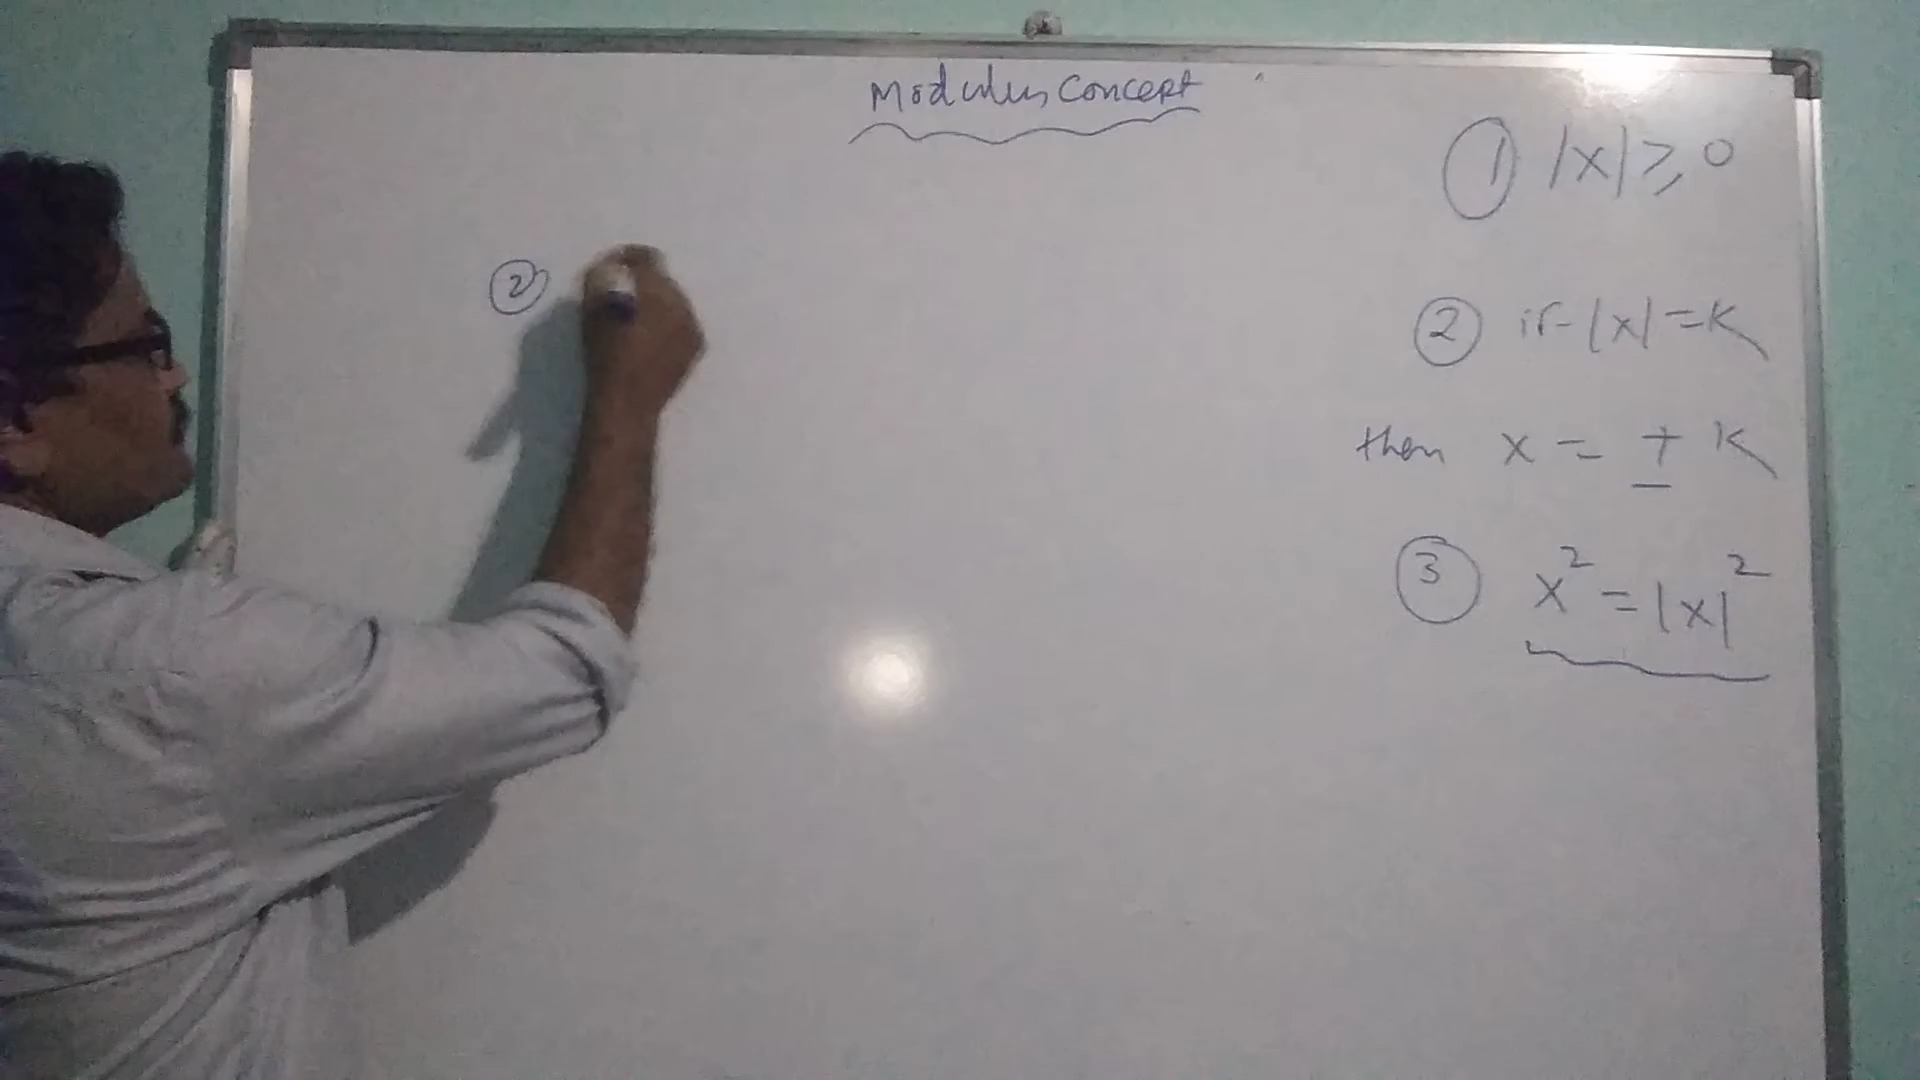 Modulus Concept
① |x| ≥ 0
②
② if |x| = K
then x = ± K
③ x² = |x|²